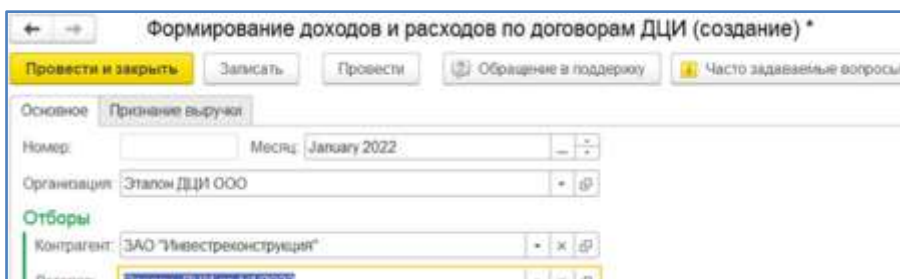 Формирование доходов и расходов по договорам ДЦИ (создание) *
Провести и закрыть Записать Провести Обращение в поддержку Часто задаваемые вопросы
Основное Признание выручки
Номер: Месяц: January 2022
Организация: Эталон ДЦИ ООО
Отборы
Контрагент: ЗАО "Инвестреконструкция"